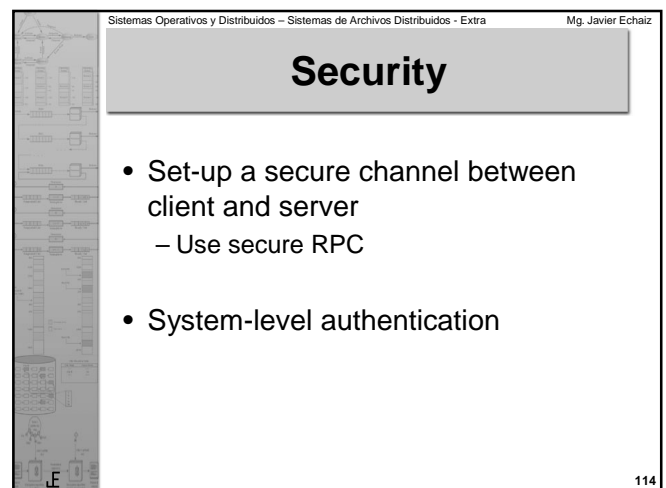 Sistemas Operativos y Distribuidos – Sistemas de Archivos Distribuidos - Extra Mg. Javier Echaiz
Security
• Set-up a secure channel between
client and server
– Use secure RPC
• System-level authentication
JE
114